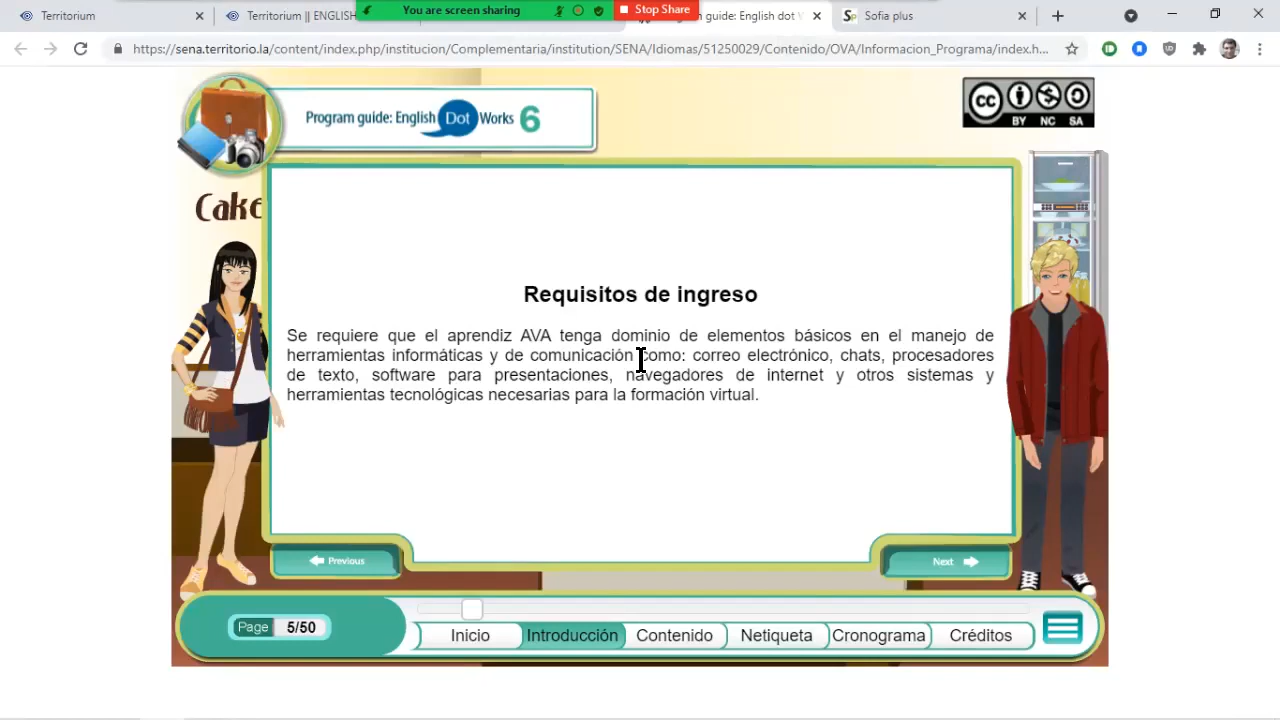 Territorium
Territorium || ENGLISH
You are screen sharing
Stop Share
guide: English dot
Sofia plus
https://sena.territorio.la/content/index.php/institucion/Complementaria/institution/SENA/Idiomas/51250029/Contenido/OVA/Informacion_Programa/index.h...
Program guide: English Dot Works 6
CC
BY NC SA
Cake
Requisitos de ingreso
Se requiere que el aprendiz AVA tenga dominio de elementos básicos en el manejo de
herramientas informáticas y de comunicación como: correo electrónico, chats, procesadores
de texto, software para presentaciones, navegadores de internet y otros sistemas y
herramientas tecnológicas necesarias para la formación virtual.
Previous
Next
Page 5/50
Inicio
Introducción
Contenido
Netiqueta
Cronograma
Créditos